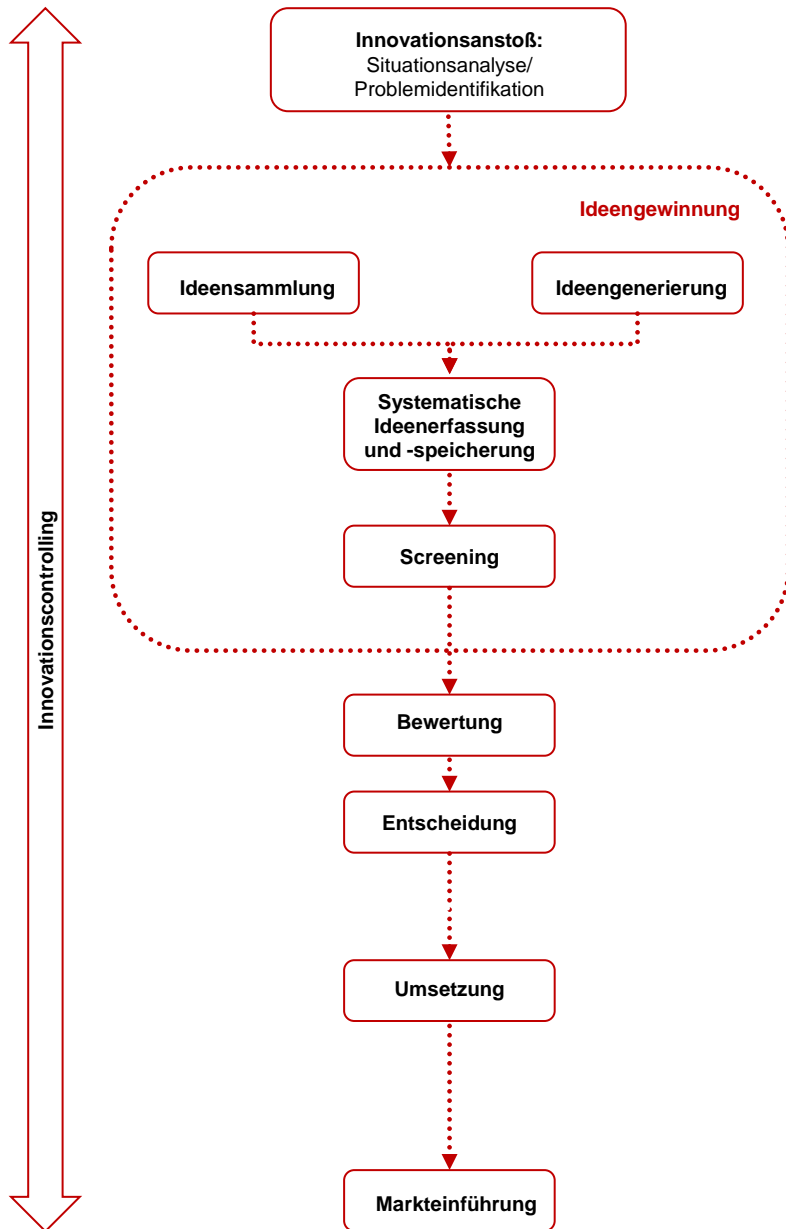 Innovationsanstoß:
Situationsanalyse/
Problemidentifikation
Ideengewinnung
Ideensammlung
Ideengenerierung
Systematische
Ideenerfassung
und -speicherung
Screening
Innovationscontrolling
Bewertung
Entscheidung
Umsetzung
Markteinführung